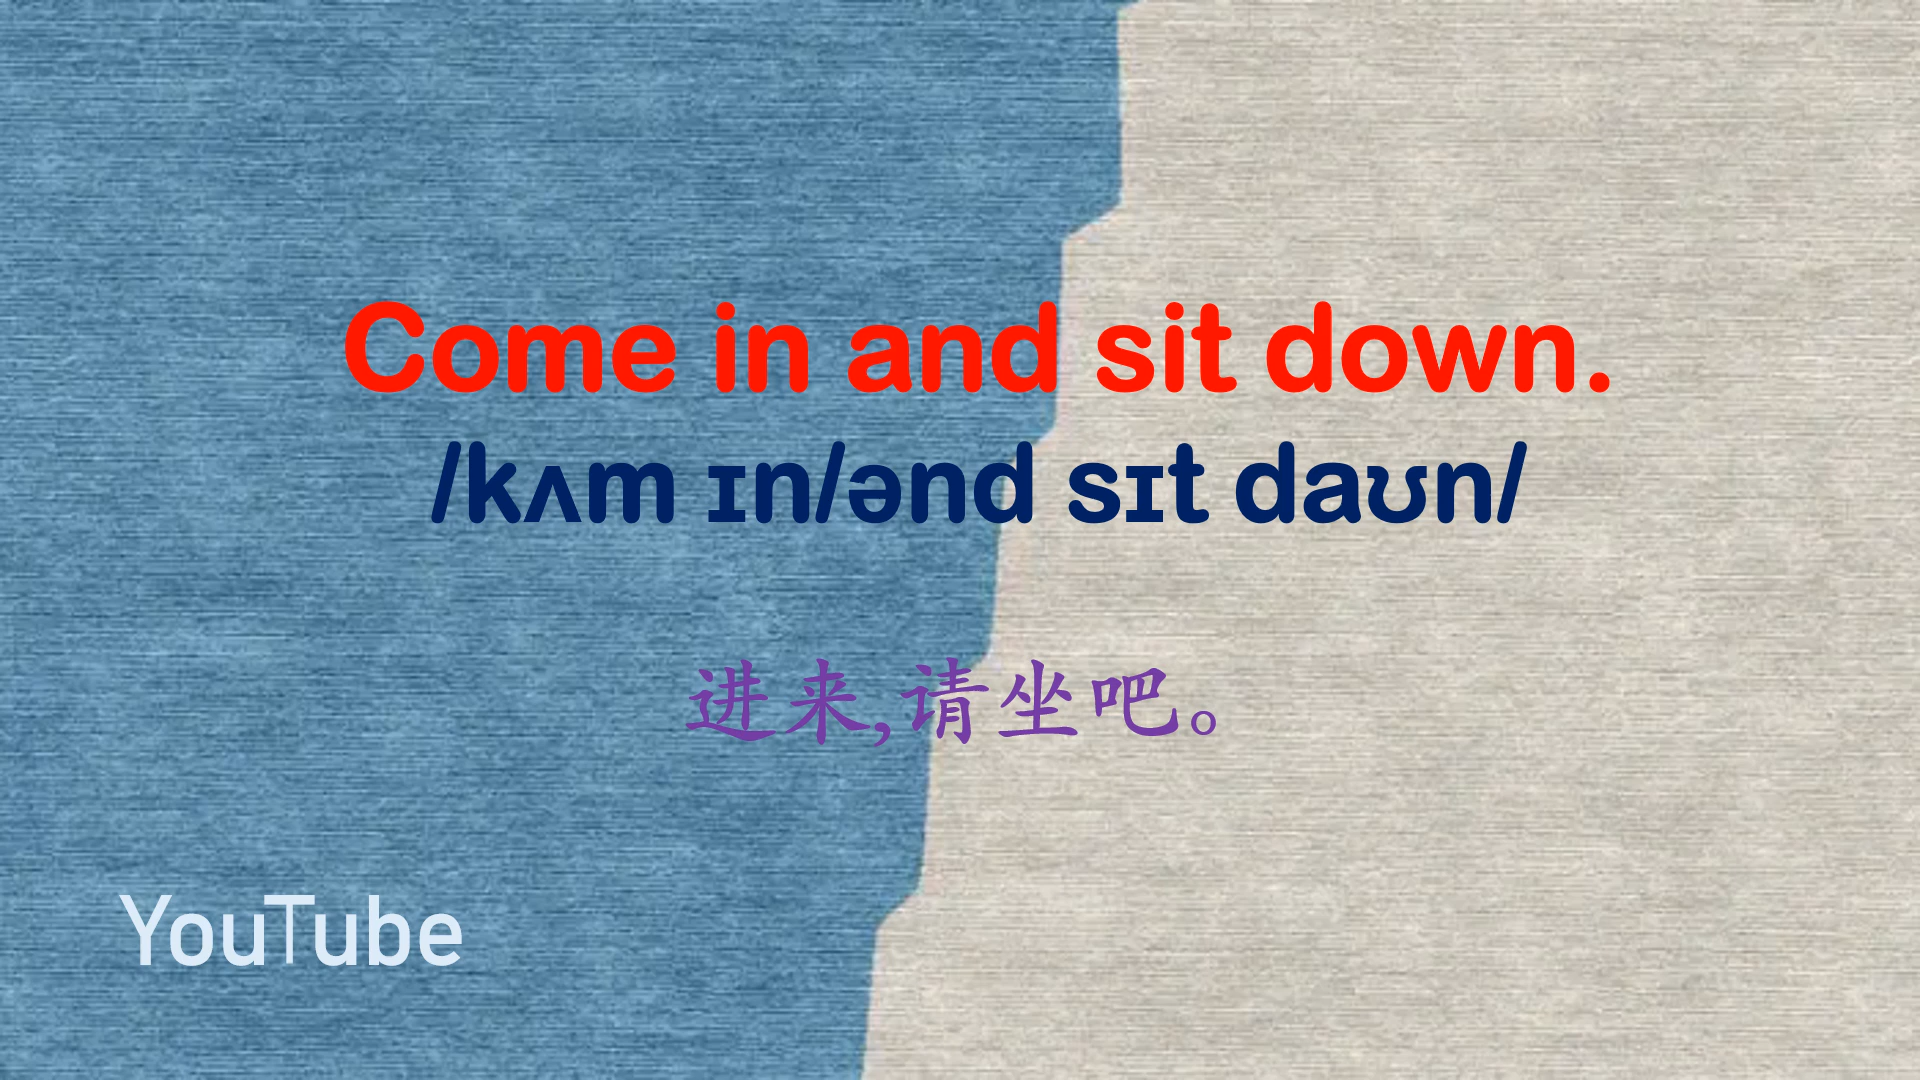 Come in and sit down.
/kʌm ɪn/ənd sɪt daʊn/
进来,请坐吧。
YouTube